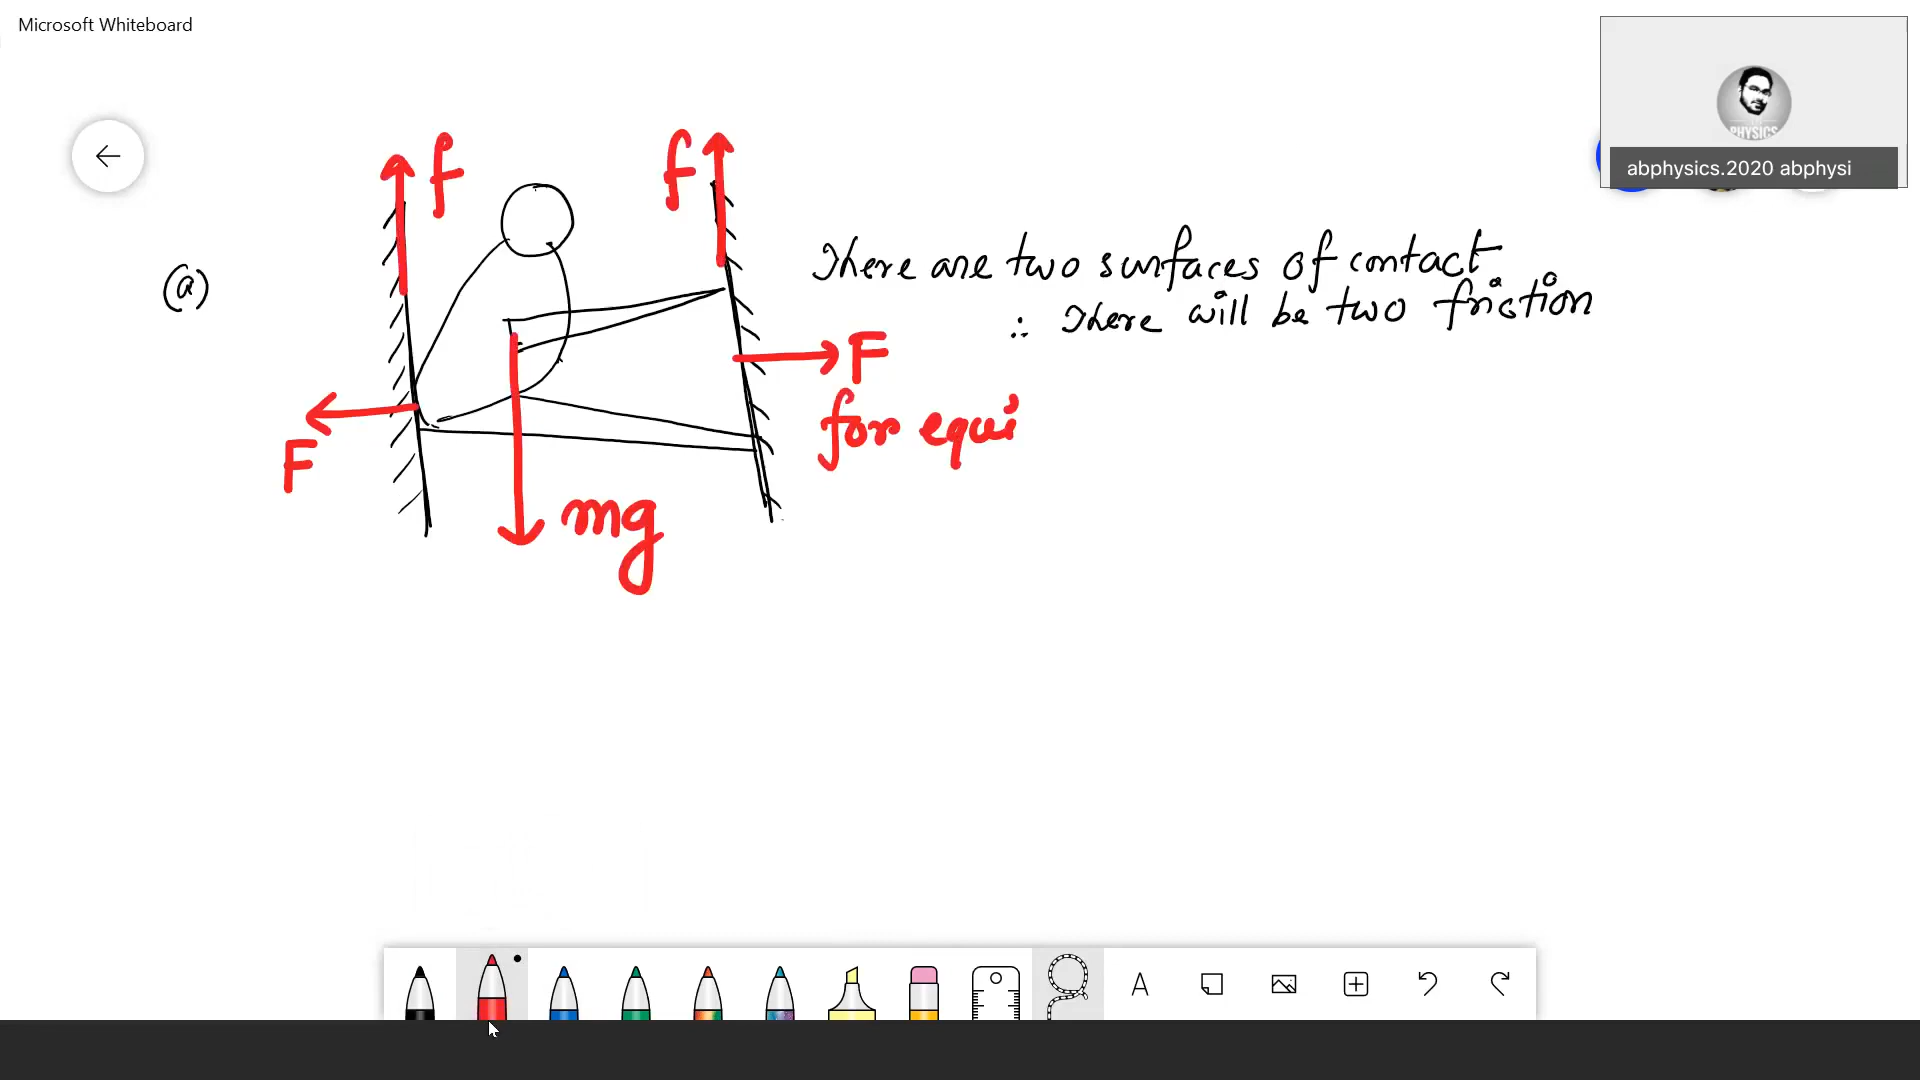 Microsoft Whiteboard
PHYSICS
abphysics.2020 abphysi
f
f
(a)
There are two surfaces of contact
∴ There will be two friction
F
F
for equi
mg
A